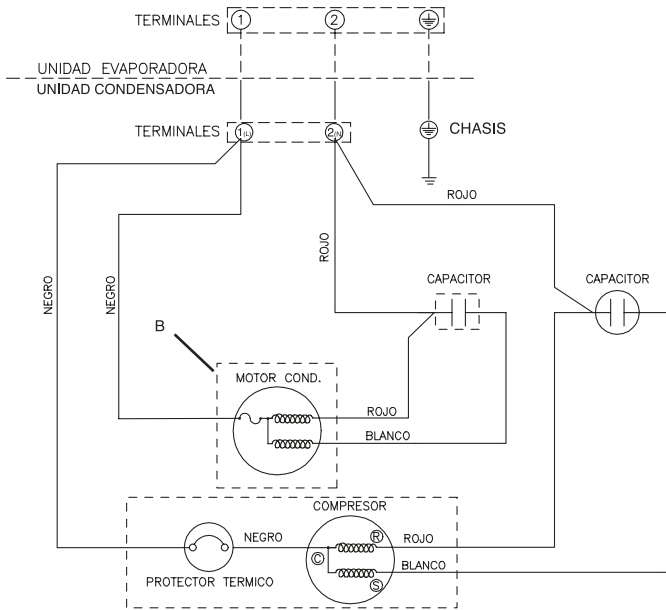 TERMINALES 1 2
UNIDAD EVAPORADORA
UNIDAD CONDENSADORA
TERMINALES 1(L) 2(N) CHASIS
ROJO
ROJO
NEGRO
NEGRO
CAPACITOR
CAPACITOR
B
MOTOR COND.
ROJO
BLANCO
COMPRESOR
NEGRO
R
ROJO
C
BLANCO
S
PROTECTOR TERMICO